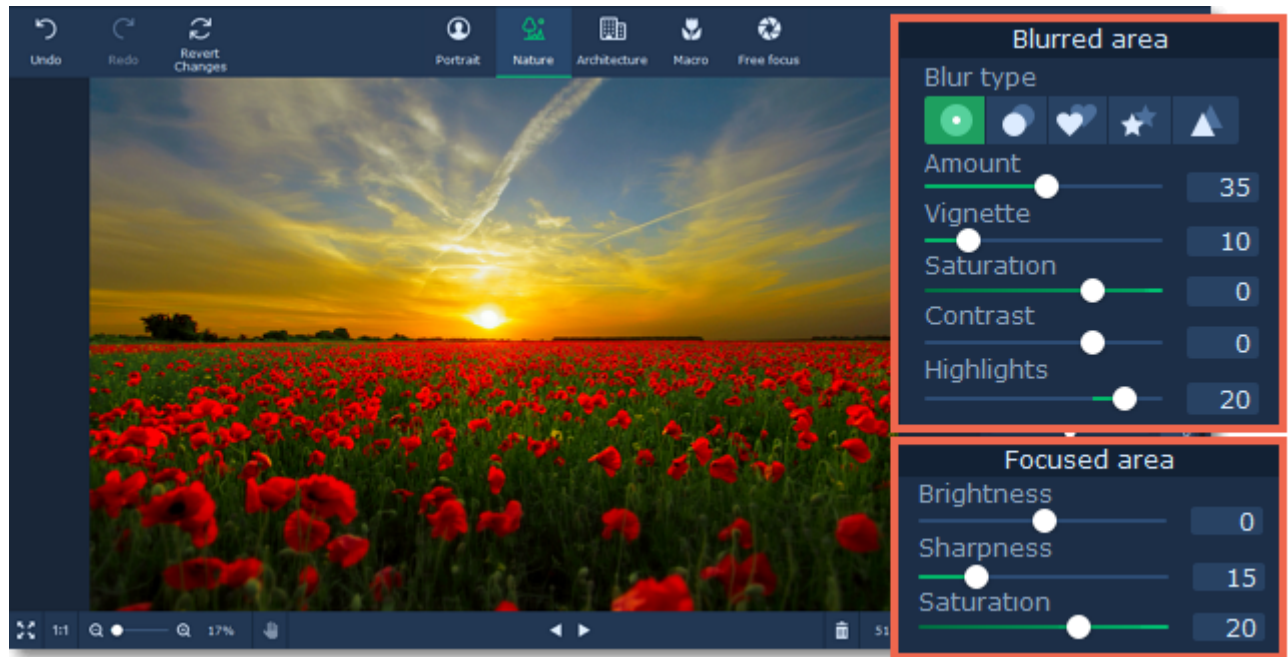 Undo
Redo
Revert
Changes
Portrait
Nature
Architecture
Macro
Free focus
Blurred area
Blur type
Amount
35
Vignette
10
Saturation
0
Contrast
0
Highlights
20
Focused area
Brightness
0
Sharpness
15
Saturation
20
1:1
17%